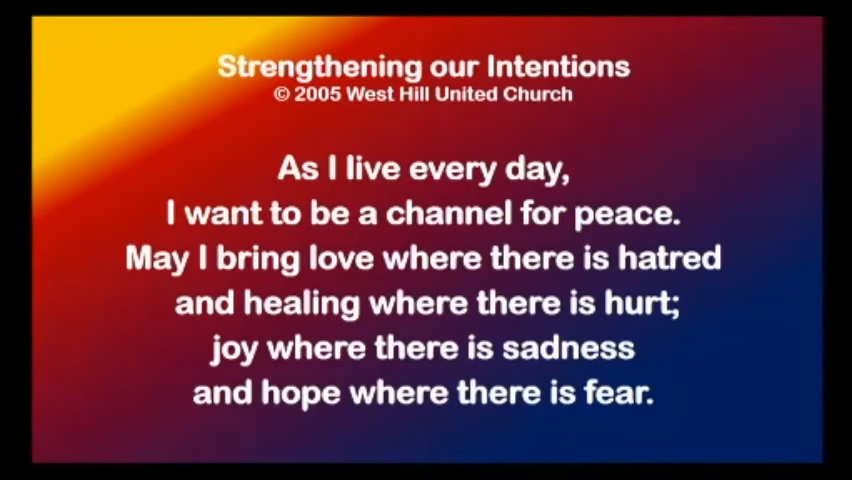 Strengthening our Intentions
© 2005 West Hill United Church
As I live every day,
I want to be a channel for peace.
May I bring love where there is hatred
and healing where there is hurt;
joy where there is sadness
and hope where there is fear.